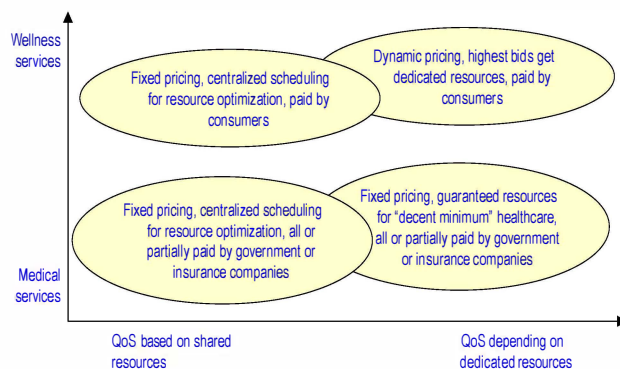 Wellness
services
Fixed pricing, centralized scheduling
for resource optimization, paid by
consumers
Dynamic pricing, highest bids get
dedicated resources, paid by
consumers
Fixed pricing, centralized scheduling
for resource optimization, all or
partially paid by government or
insurance companies
Fixed pricing, guaranteed resources
for “decent minimum” healthcare,
all or partially paid by government
or insurance companies
Medical
services
QoS based on shared
resources
QoS depending on
dedicated resources